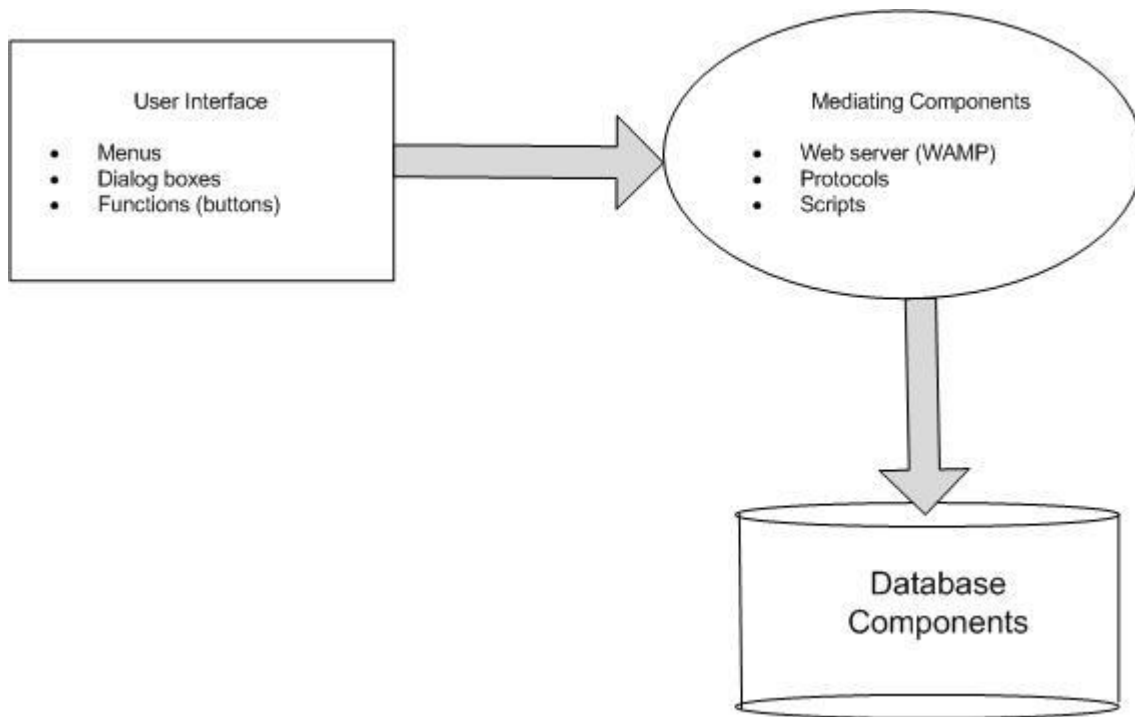 User Interface
• Menus
• Dialog boxes
• Functions (buttons)
Mediating Components
• Web server (WAMP)
• Protocols
• Scripts
Database
Components